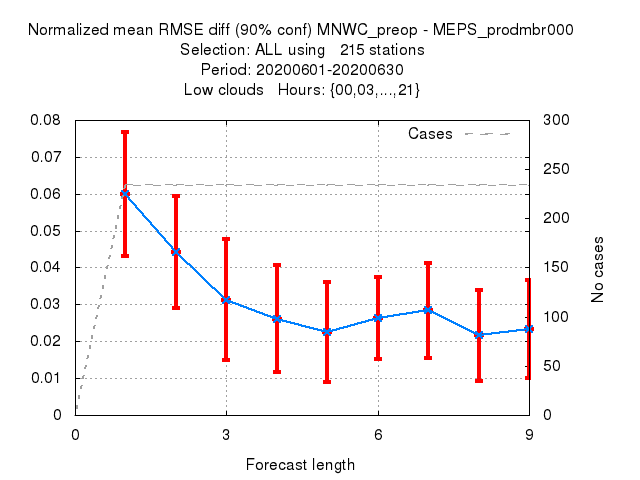 Normalized mean RMSE diff (90% conf) MNWC_preop - MEPS_prodmbr000
Selection: ALL using   215 stations
Period: 20200601-20200630
Low clouds   Hours: {00,03,...,21}
Cases
0.08
0.07
0.06
0.05
0.04
0.03
0.02
0.01
0
300
250
200
150
100
50
0
No cases
0 3 6 9
Forecast length